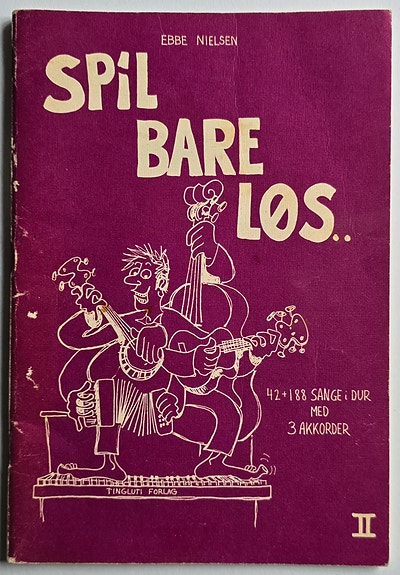 EBBE NIELSEN
SPiL
BARE
LØS..
42+188 SANGE i DUR
MED
3 AKKORDER
TINGLUTI FORLAG
II